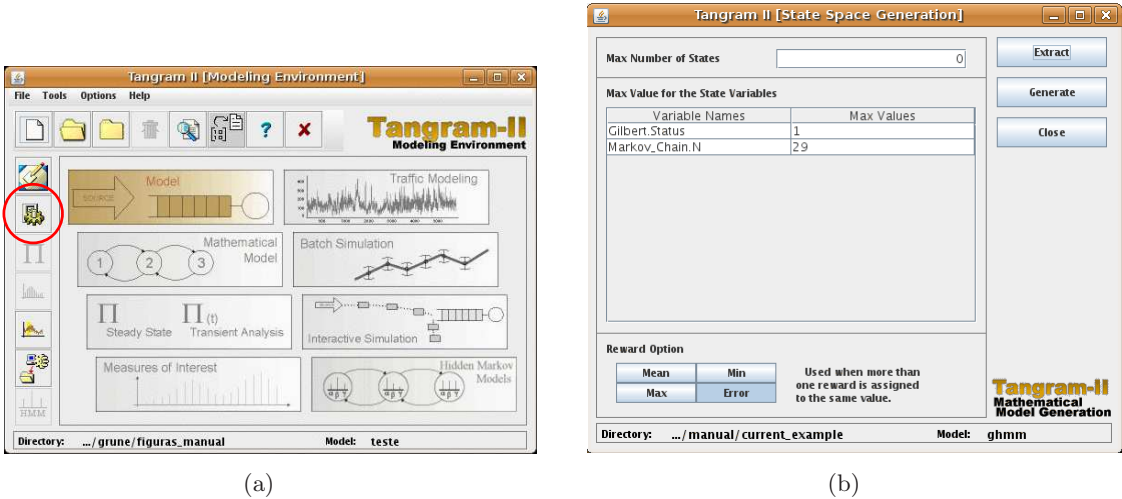 Tangram II [Modeling Environment]
File Tools Options Help
Tangram-II
Modeling Environment
Model
SOURCE
Traffic Modeling
Mathematical
Model
1 2 3
Batch Simulation
Π Π (t)
Steady State Transient Analysis
Interactive Simulation
Measures of Interest
Hidden Markov
Models
α β γ α β γ α β γ
Π
HMM
Directory: .../grune/figuras_manual Model: teste
(a)
Tangram II [State Space Generation]
Max Number of States 0
Extract
Generate
Close
Max Value for the State Variables
Variable Names Max Values
Gilbert.Status 1
Markov_Chain.N 29
Reward Option
Mean Min
Max Error
Used when more than
one reward is assigned
to the same value.
Tangram-II
Mathematical
Model Generation
Directory: .../manual/current_example Model: ghmm
(b)